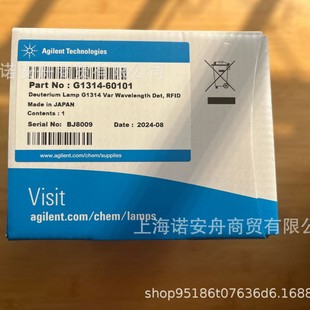 Agilent Technologies
Part No : G1314-60101
Deuterium Lamp G1314 Var Wavelength Det, RFID
Made in JAPAN
Contents : 1
Serial No: BJ8009 Date : 2024-08
www.agilent.com/chem/supplies
Visit
agilent.com/chem/lamps
上海诺安舟商贸有限公司
shop95186t07636d6.1688